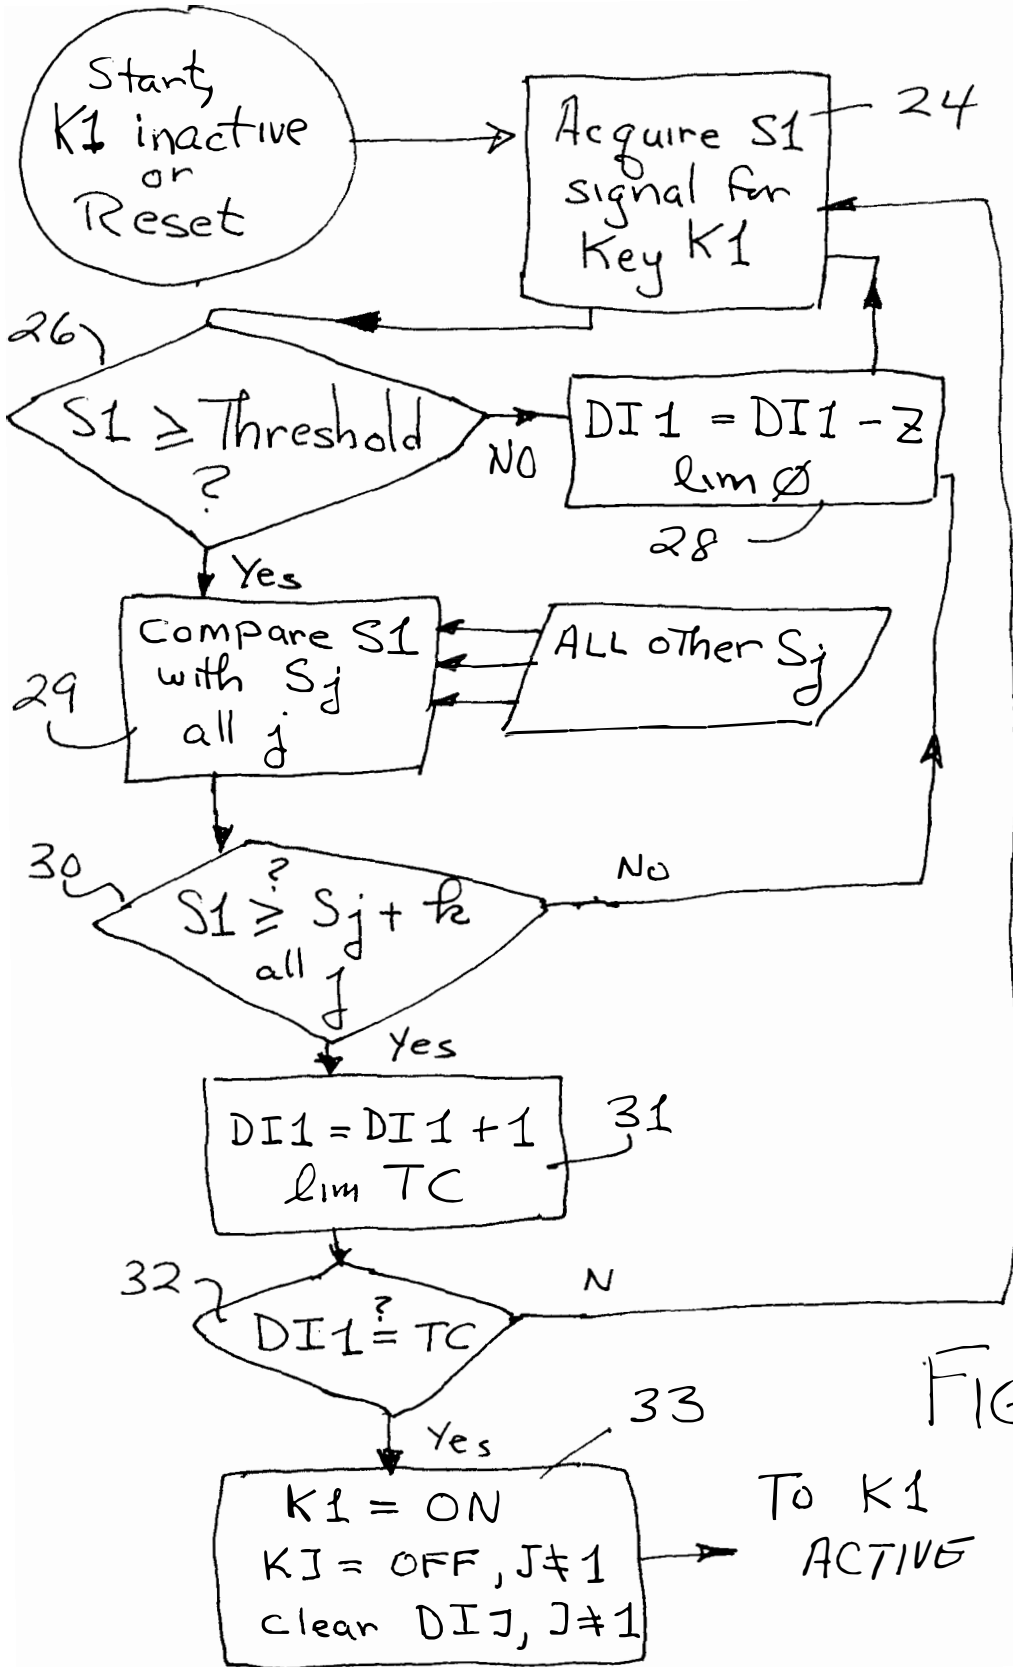 Start,
K1 inactive
or
Reset
Acquire S1
signal for
Key K1
24
26
S1 ≥ Threshold
?
NO
DI1 = DI1 - Z
lim Ø
28
Yes
Compare S1
with Sj
all j
29
ALL other Sj
30
?
S1 ≥ Sj + k
all j
No
Yes
DI1 = DI1 + 1
lim TC
31
32
?
DI1 = TC
N
Yes
33
K1 = ON
KJ = OFF, J≠1
Clear DIJ, J≠1
TO K1
ACTIVE